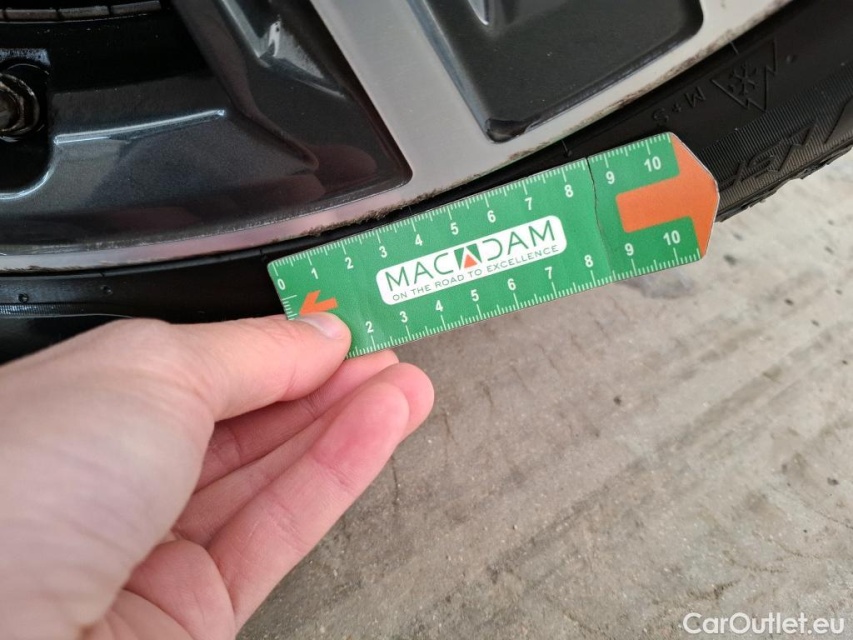 M+S
0 1 2 3 4 5 6 7 8 9 10
MACADAM
ON THE ROAD TO EXCELLENCE
2 3 4 5 6 7 8 9 10
CarOutlet.eu